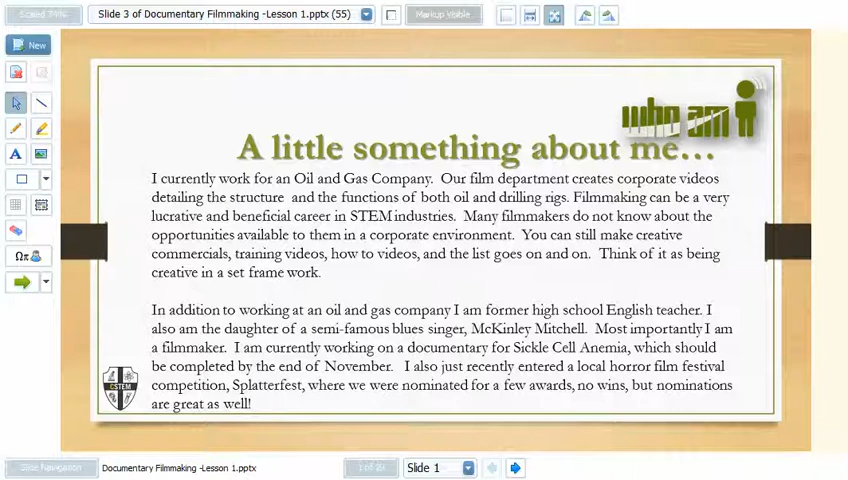 Scaled 74%
Slide 3 of Documentary Filmmaking -Lesson 1.pptx (55)
Markup Visible
New
who am i
A little something about me…
I currently work for an Oil and Gas Company.  Our film department creates corporate videos
detailing the structure  and the functions of both oil and drilling rigs. Filmmaking can be a very
lucrative and beneficial career in STEM industries.  Many filmmakers do not know about the
opportunities available to them in a corporate environment.  You can still make creative
commercials, training videos, how to videos, and the list goes on and on.  Think of it as being
creative in a set frame work.
In addition to working at an oil and gas company I am former high school English teacher. I
also am the daughter of a semi-famous blues singer, McKinley Mitchell.  Most importantly I am
a filmmaker.  I am currently working on a documentary for Sickle Cell Anemia, which should
be completed by the end of November.   I also just recently entered a local horror film festival
competition, Splatterfest, where we were nominated for a few awards, no wins, but nominations
are great as well!
CSTEM
A
Ωπ
Slide Navigation
Documentary Filmmaking -Lesson 1.pptx
Slide 1